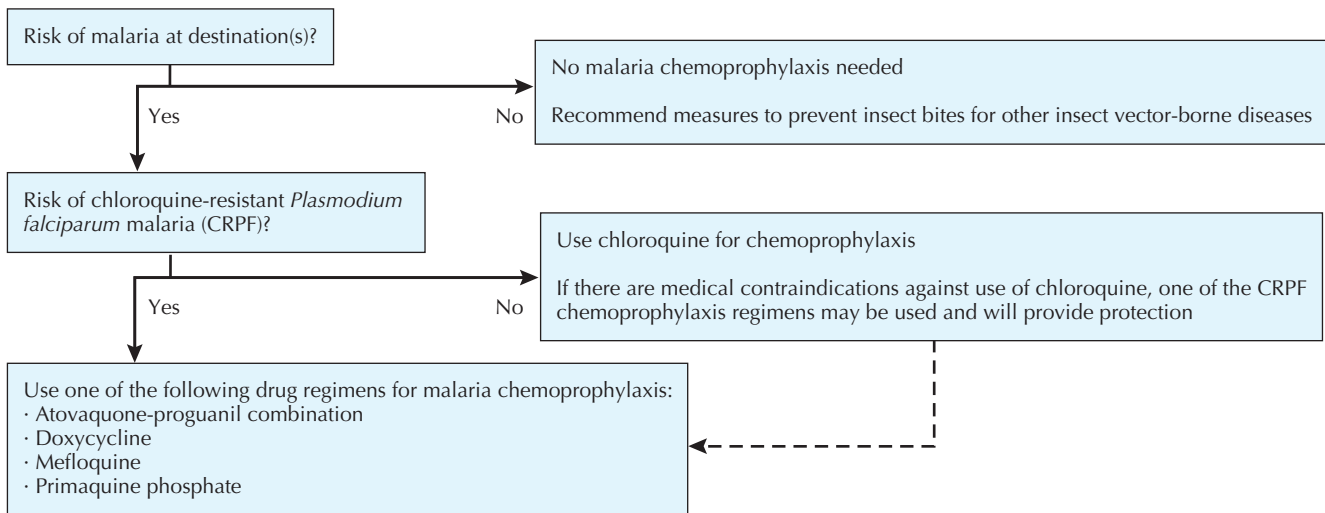 Risk of malaria at destination(s)?
No malaria chemoprophylaxis needed
Recommend measures to prevent insect bites for other insect vector-borne diseases
Yes
No
Risk of chloroquine-resistant Plasmodium
falciparum malaria (CRPF)?
Use chloroquine for chemoprophylaxis
If there are medical contraindications against use of chloroquine, one of the CRPF
chemoprophylaxis regimens may be used and will provide protection
Yes
No
Use one of the following drug regimens for malaria chemoprophylaxis:
· Atovaquone-proguanil combination
· Doxycycline
· Mefloquine
· Primaquine phosphate